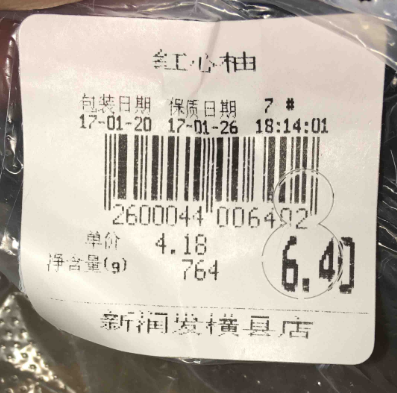 红心柚
包装日期 保质日期 7 #
17-01-20 17-01-26 18:14:01
2600044 006402
单价 4.18
净含量(g) 764
6.40
新润发横县店